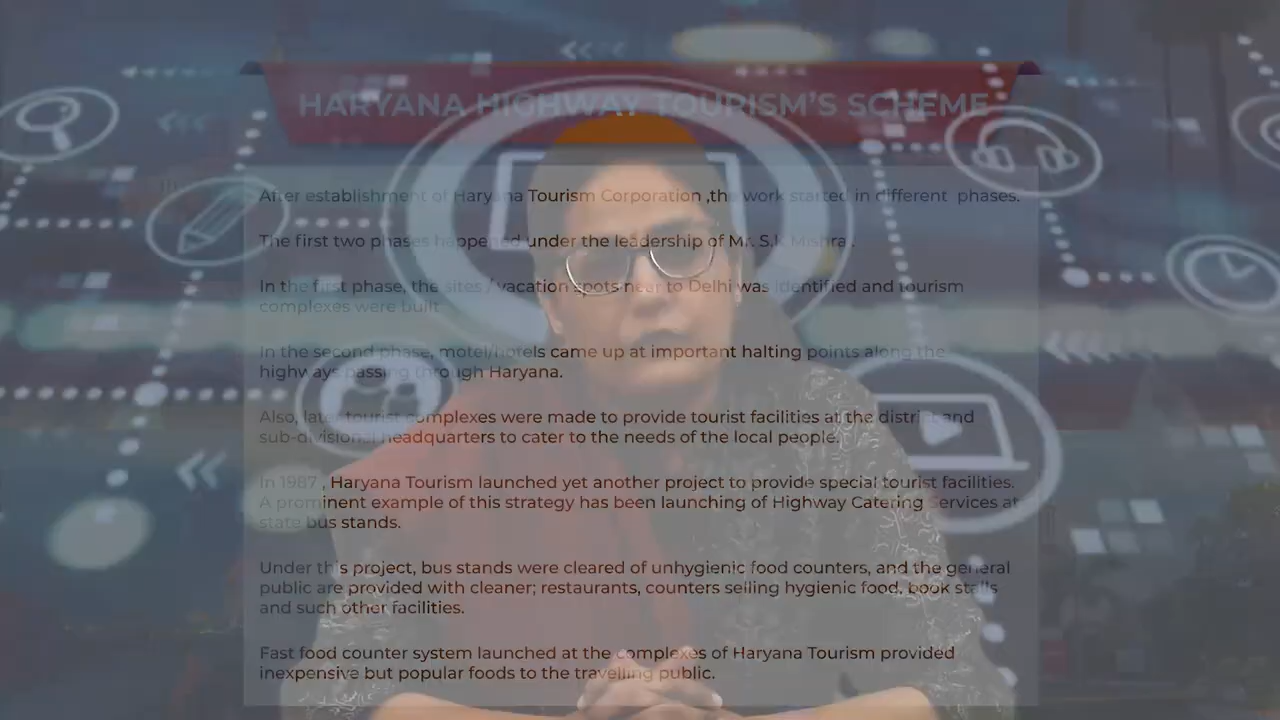 HARYANA HIGHWAY TOURISM'S SCHEME
After establishment of Haryana Tourism Corporation ,the work started in different phases.
The first two phases happened under the leadership of Mr. S.k Mishra .
In the first phase, the sites / vacation spots near to Delhi was identified and tourism
complexes were built
In the second phase, motel/hotels came up at important halting points along the
highways passing through Haryana.
Also, later tourist complexes were made to provide tourist facilities at the district and
sub-divisional headquarters to cater to the needs of the local people.
In 1987 , Haryana Tourism launched yet another project to provide special tourist facilities.
A prominent example of this strategy has been launching of Highway Catering Services at
state bus stands.
Under this project, bus stands were cleared of unhygienic food counters, and the general
public are provided with cleaner; restaurants, counters selling hygienic food, book stalls
and such other facilities.
Fast food counter system launched at the complexes of Haryana Tourism provided
inexpensive but popular foods to the travelling public.